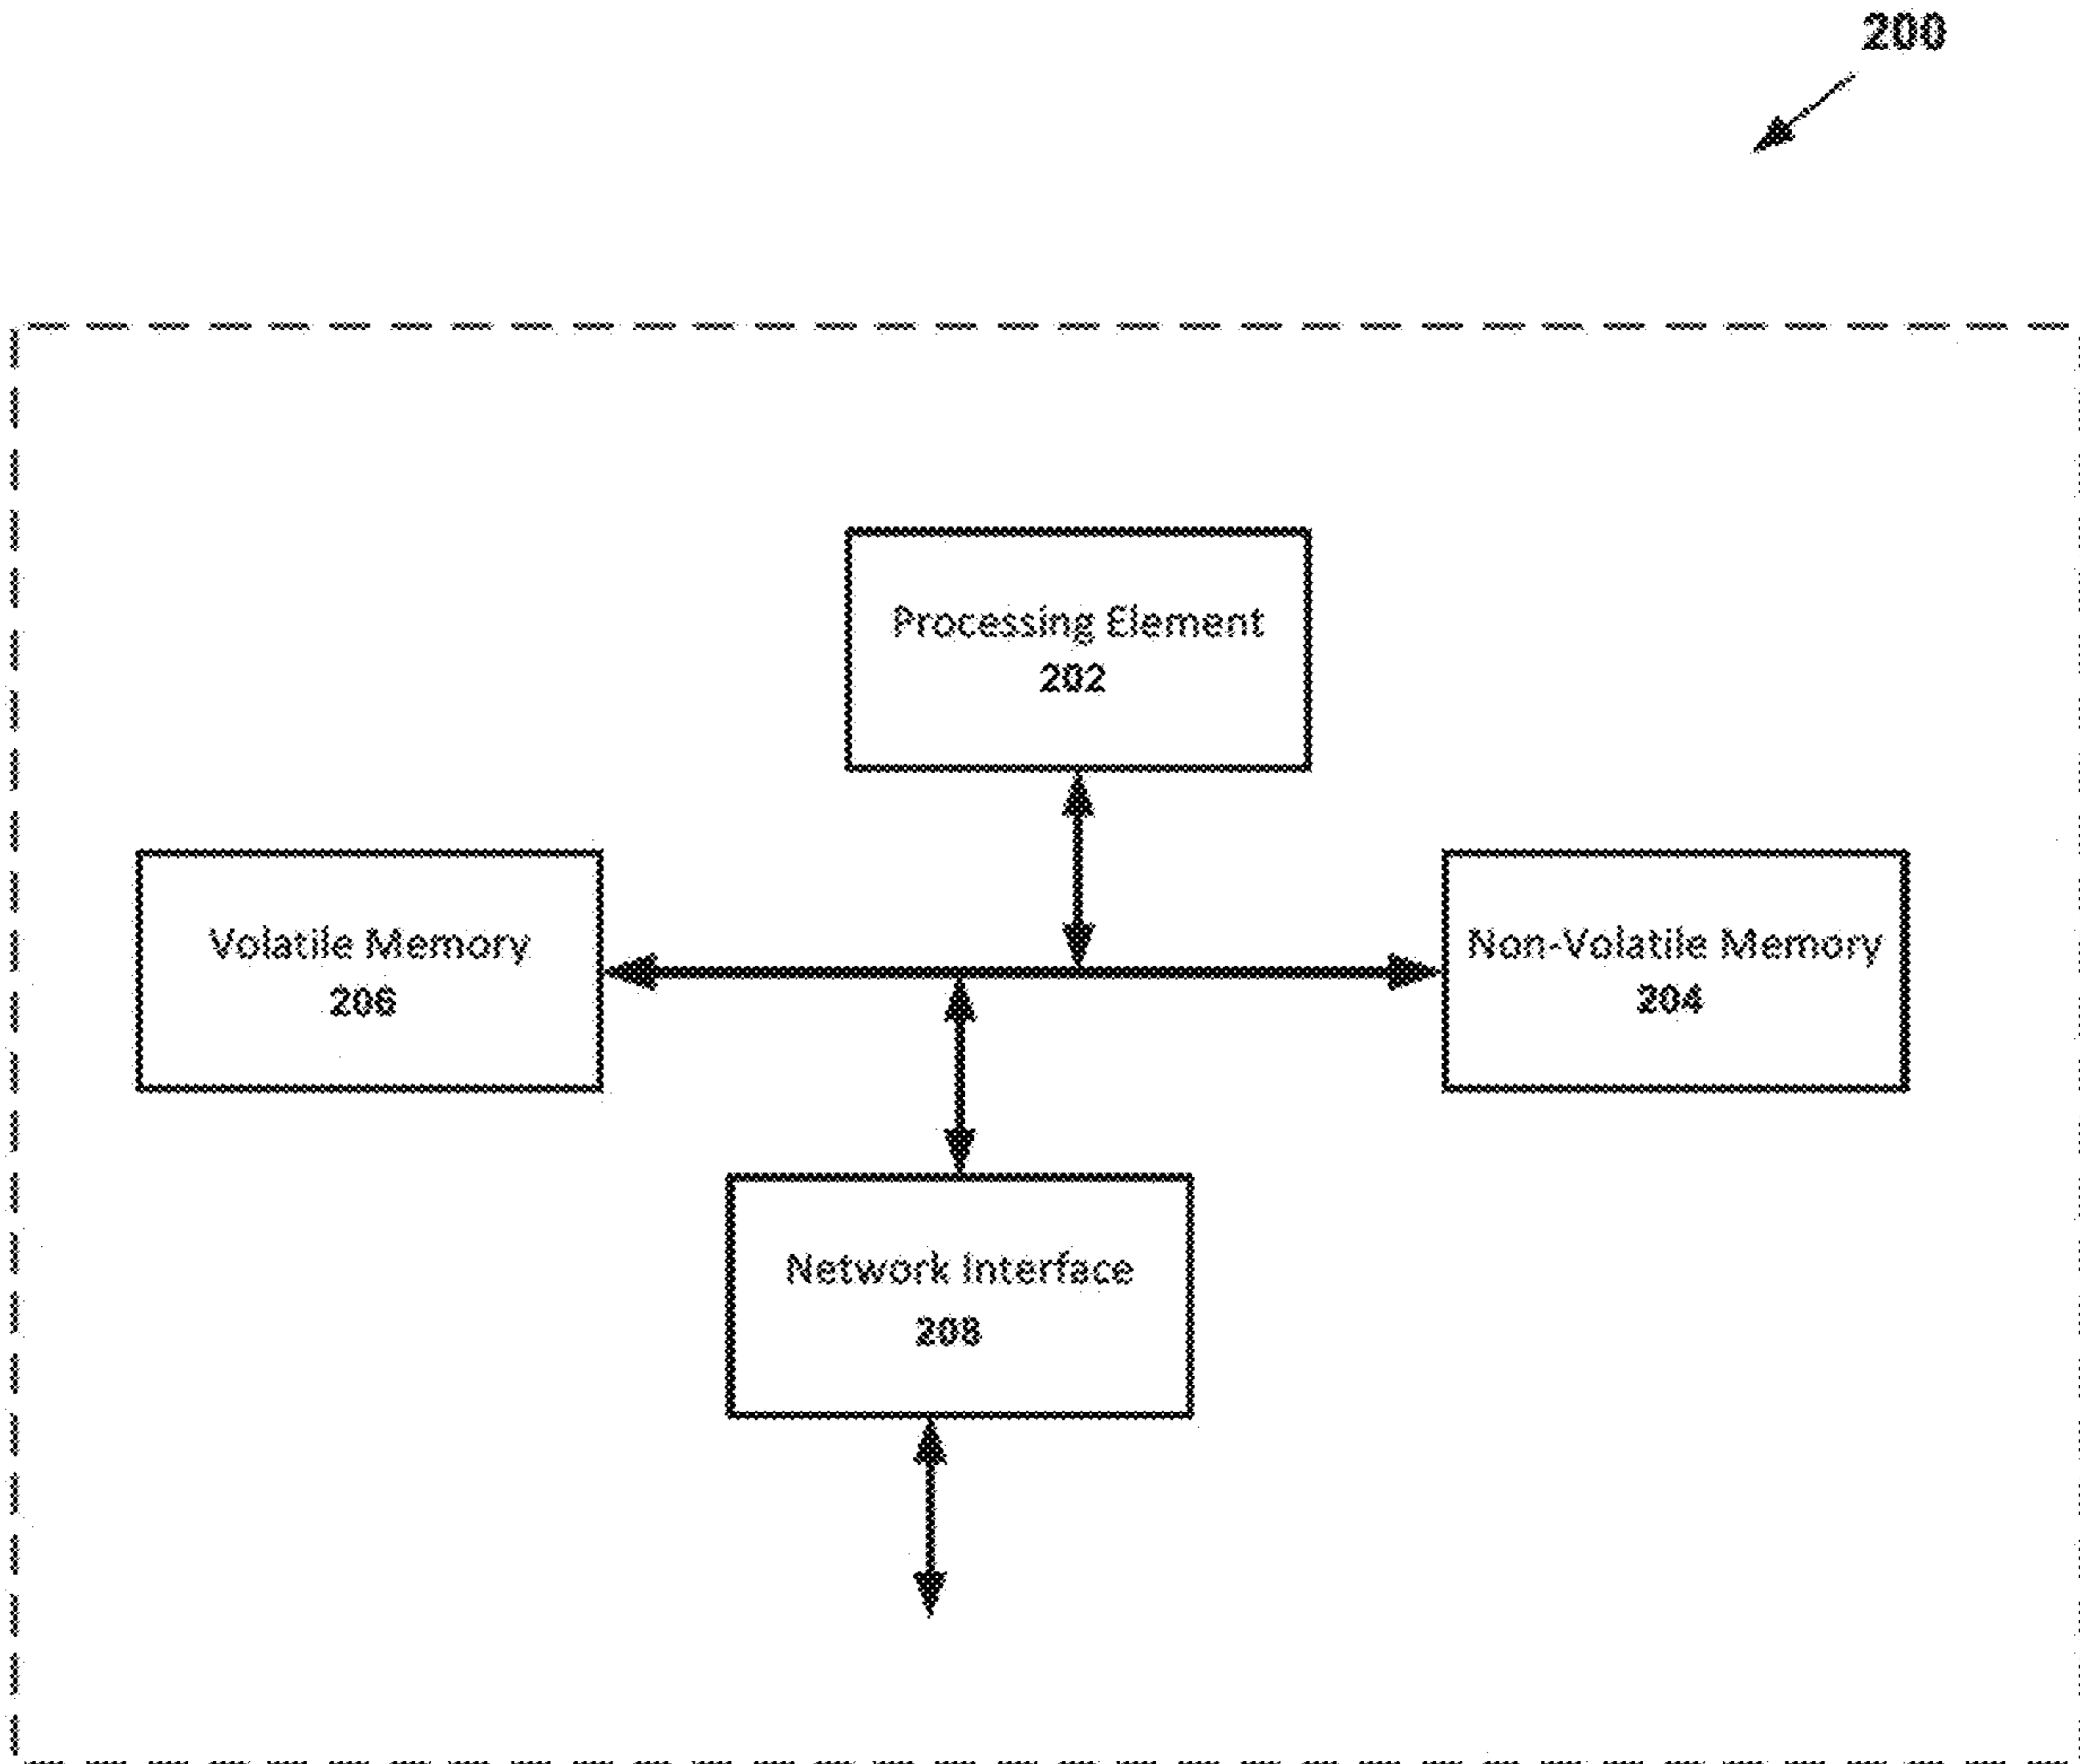 200
Processing Element
202
Volatile Memory
206
Non-Volatile Memory
204
Network Interface
208